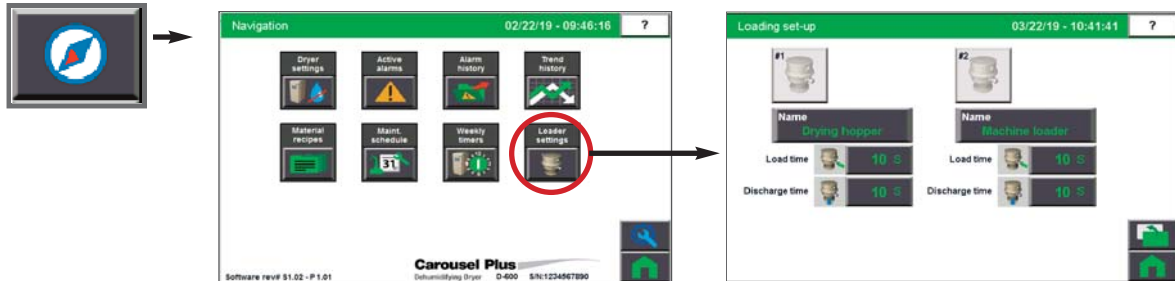 Navigation 02/22/19 - 09:46:16 ?
Dryer settings
Active alarms
Alarm history
Trend history
Material recipes
Maint. schedule
31
Weekly timers
Loader settings
Software rev# S1.02 - P1.01
Carousel Plus
Dehumidifying Dryer D-600 S/N:1234567890
Loading set-up 03/22/19 - 10:41:41 ?
#1
#2
Name
Drying hopper
Name
Machine loader
Load time 10 S
Load time 10 S
Discharge time 10 S
Discharge time 10 S